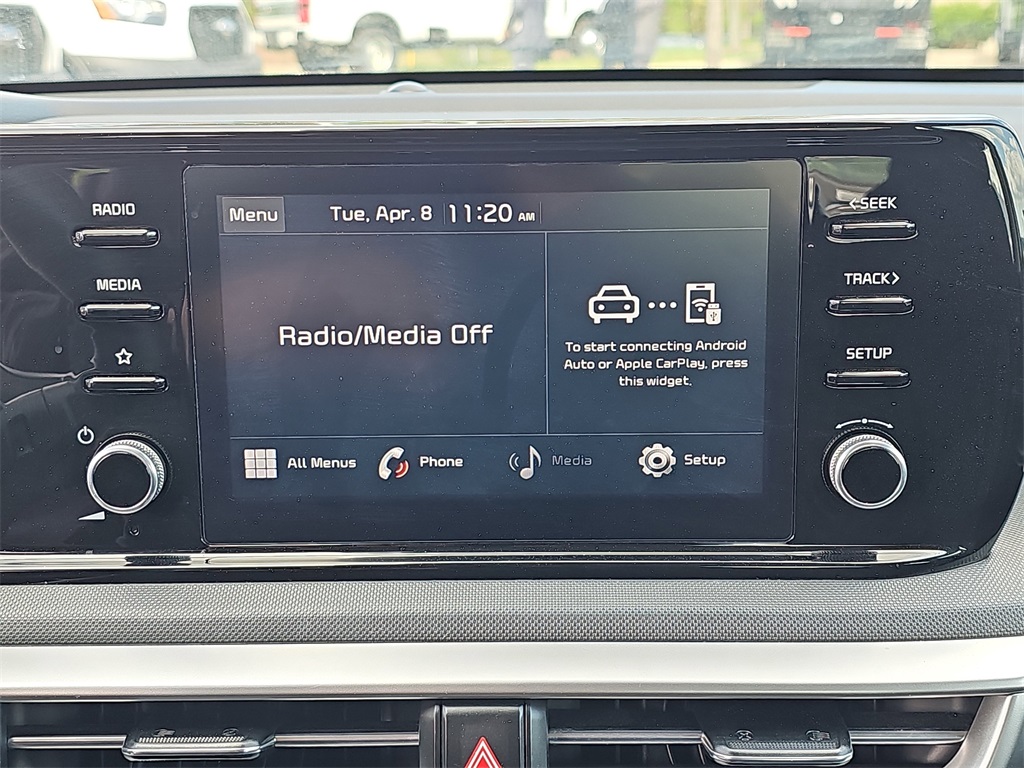 RADIO
MEDIA
Menu
Tue, Apr. 8 11:20 AM
Radio/Media Off
To start connecting Android
Auto or Apple CarPlay, press
this widget.
All Menus
Phone
Media
Setup
<SEEK
TRACK>
SETUP